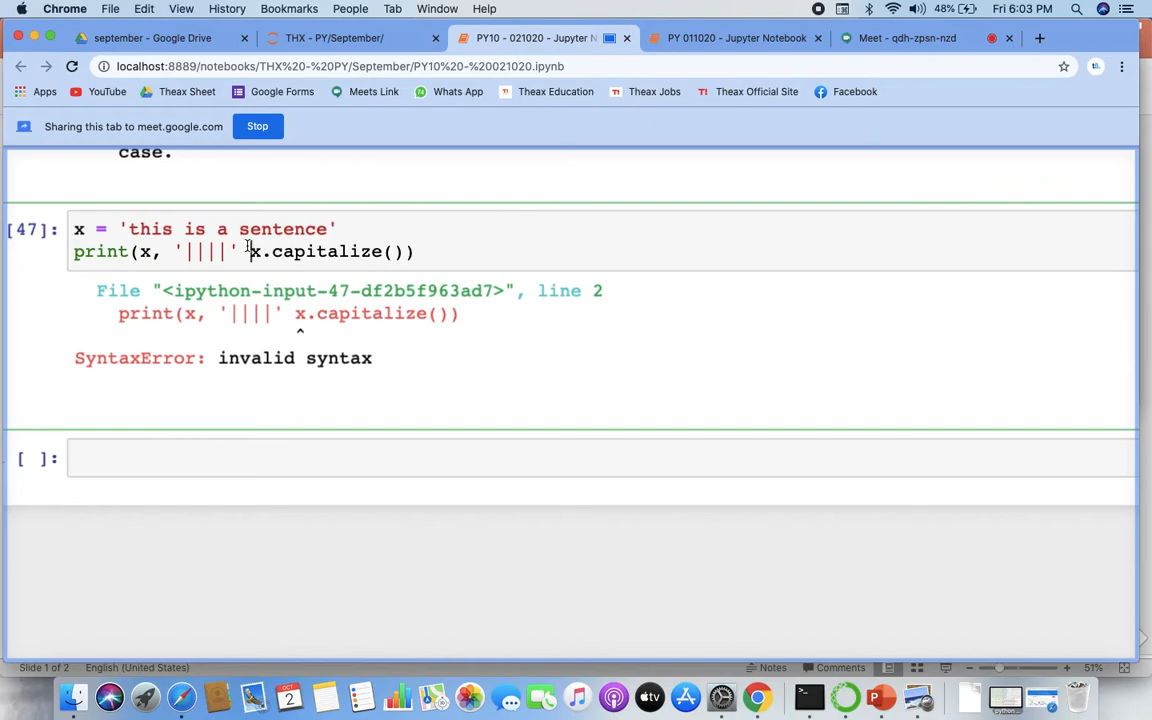 Chrome File Edit View History Bookmarks People Tab Window Help 48% Fri 6:03 PM
september - Google Drive THX - PY/September/ PY10 - 021020 - Jupyter N PY 011020 - Jupyter Notebook Meet - qdh-zpsn-nzd
localhost:8889/notebooks/THX%20-%20PY/September/PY10%20-%20021020.ipynb
Apps YouTube Theax Sheet Google Forms Meets Link Whats App Theax Education Theax Jobs Theax Official Site Facebook
Sharing this tab to meet.google.com Stop
case.
[47]: x = 'this is a sentence'
print(x, '||||' x.capitalize())
File "<ipython-input-47-df2b5f963ad7>", line 2
print(x, '||||' x.capitalize())
^
SyntaxError: invalid syntax
[ ]:
Slide 1 of 2 English (United States) Notes Comments 51%